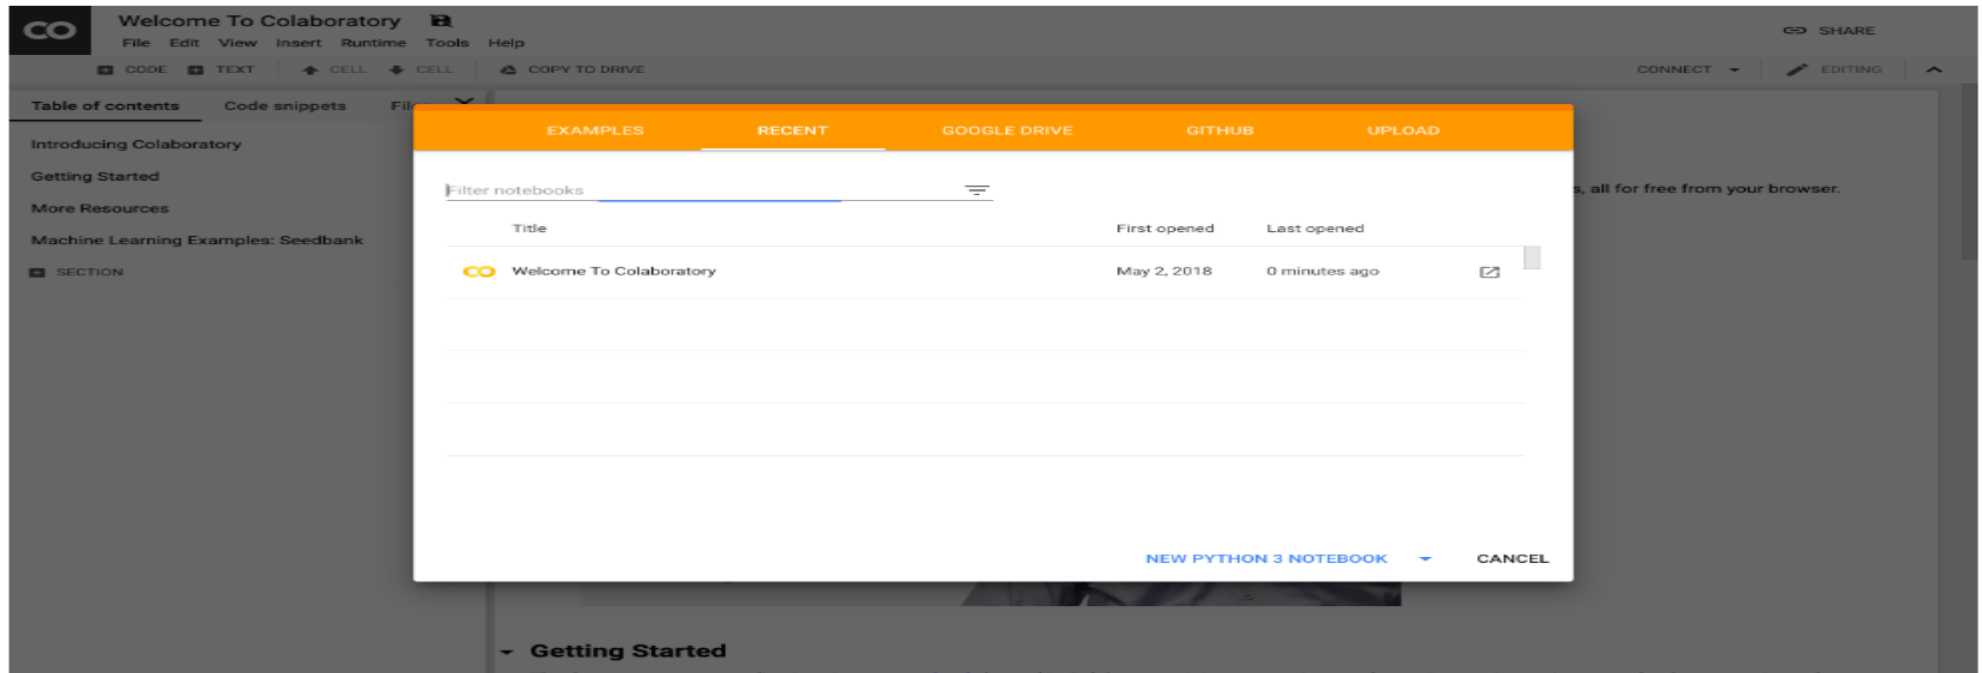 CO Welcome To Colaboratory
File Edit View Insert Runtime Tools Help
SHARE
CODE TEXT CELL CELL COPY TO DRIVE
CONNECT EDITING
Table of contents Code snippets
Introducing Colaboratory
Getting Started
More Resources
Machine Learning Examples: Seedbank
SECTION
EXAMPLES RECENT GOOGLE DRIVE GITHUB UPLOAD
Filter notebooks
s, all for free from your browser.
Title First opened Last opened
CO Welcome To Colaboratory May 2, 2018 0 minutes ago
NEW PYTHON 3 NOTEBOOK CANCEL
Getting Started